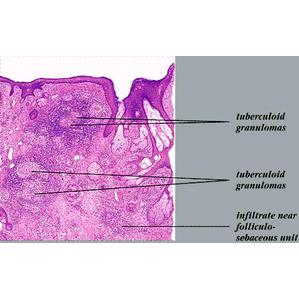 tuberculoid
granulomas
tuberculoid
granulomas
infiltrate near
folliculo-
sebaceous unit